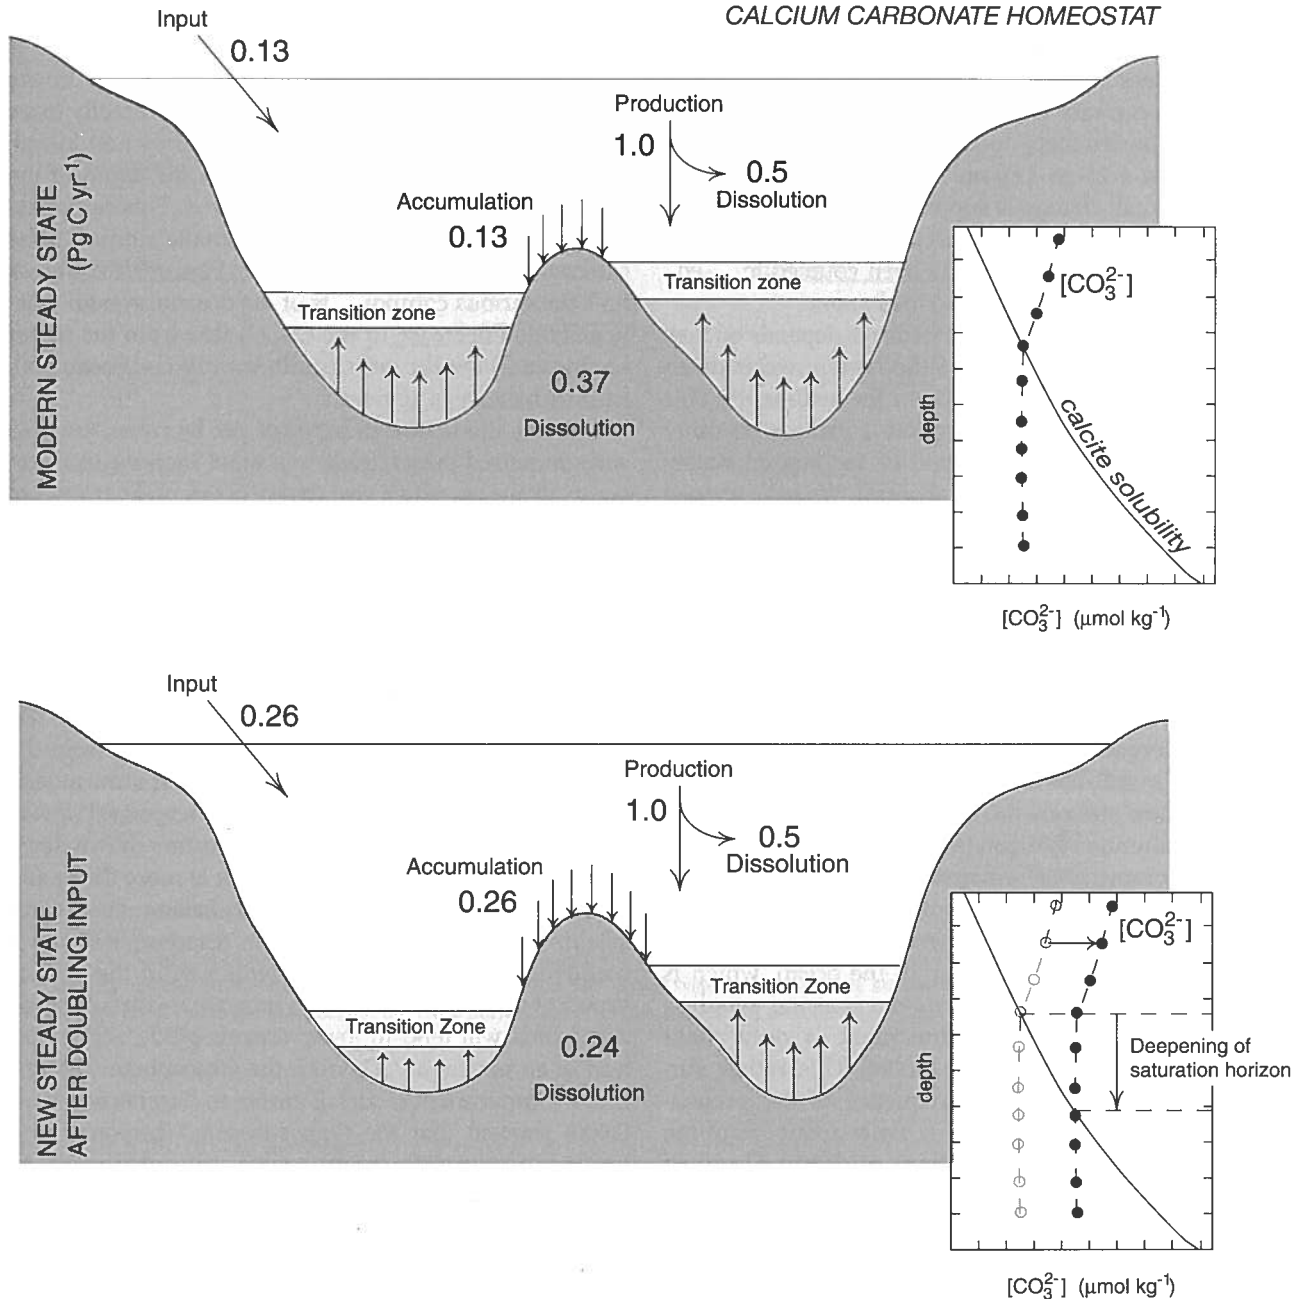 CALCIUM CARBONATE HOMEOSTAT
MODERN STEADY STATE
(Pg C yr⁻¹)
Input
0.13
Production
1.0
0.5
Dissolution
Accumulation
0.13
Transition zone
Transition zone
0.37
Dissolution
[CO₃²⁻]
calcite solubility
depth
[CO₃²⁻] (μmol kg⁻¹)
NEW STEADY STATE
AFTER DOUBLING INPUT
Input
0.26
Production
1.0
0.5
Dissolution
Accumulation
0.26
Transition Zone
Transition Zone
0.24
Dissolution
[CO₃²⁻]
depth
Deepening of
saturation horizon
[CO₃²⁻] (μmol kg⁻¹)